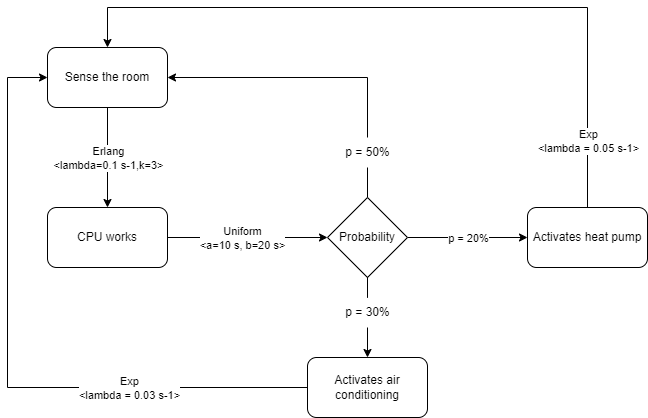 Sense the room
Erlang
<lambda=0.1 s-1,k=3>
p = 50%
Exp
<lambda = 0.05 s-1>
CPU works
Uniform
<a=10 s, b=20 s>
Probability
p = 20%
Activates heat pump
p = 30%
Activates air
conditioning
Exp
<lambda = 0.03 s-1>